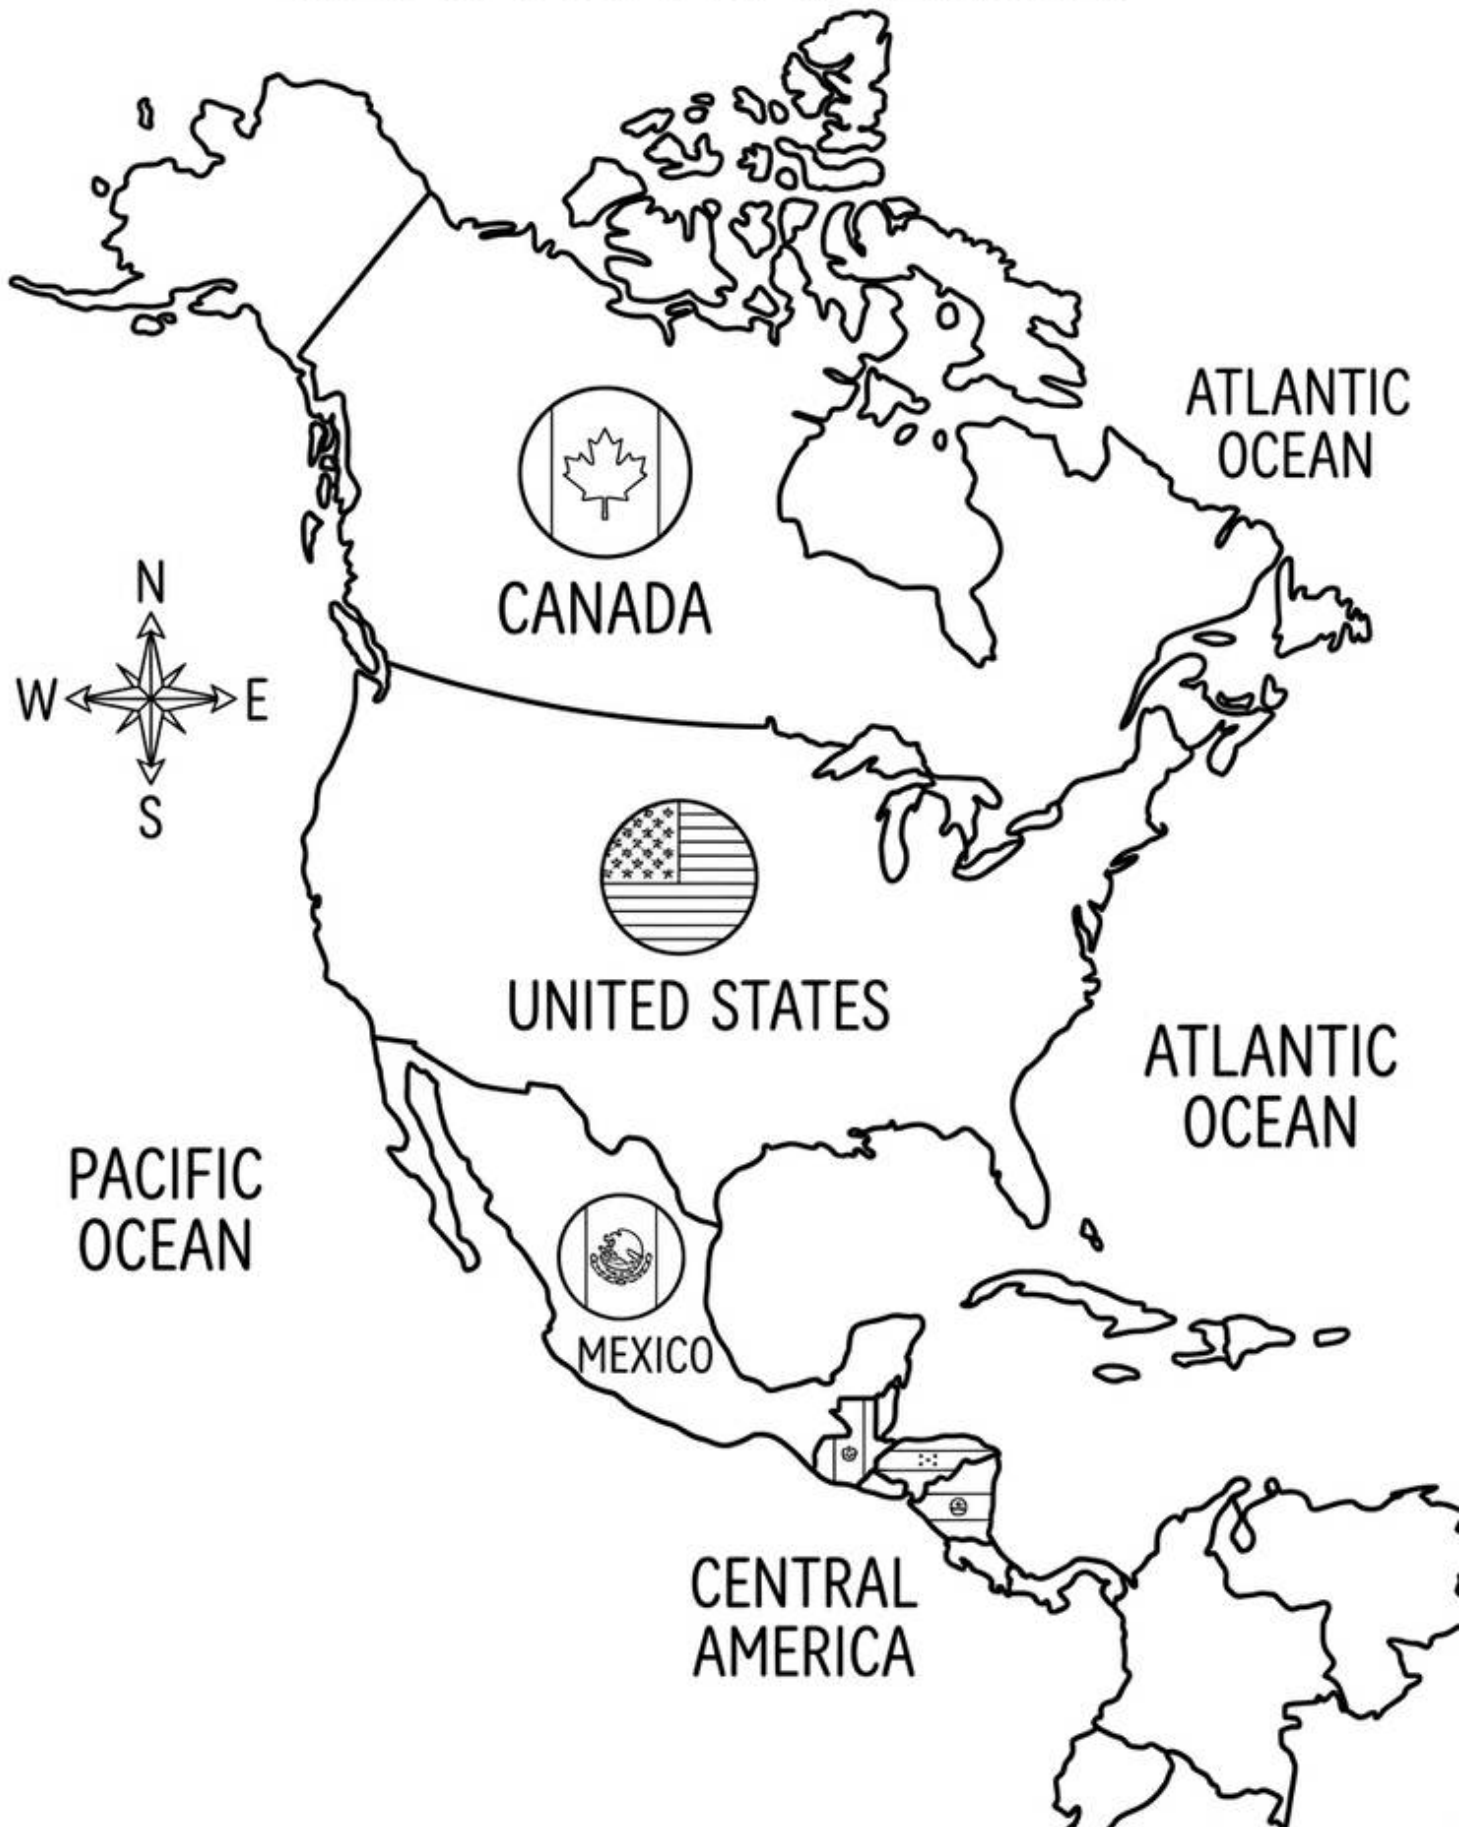 ATLANTIC
OCEAN
CANADA
N
W
E
S
UNITED STATES
ATLANTIC
OCEAN
PACIFIC
OCEAN
MEXICO
CENTRAL
AMERICA